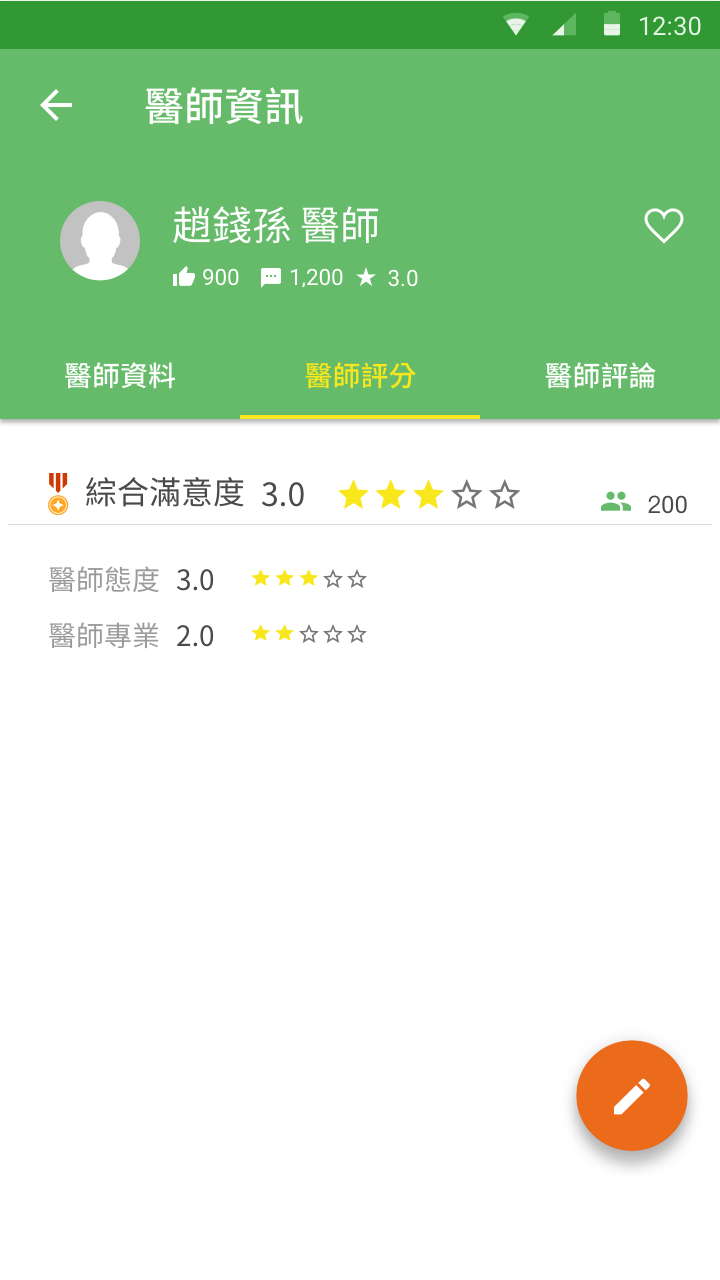 12:30
醫師資訊
趙錢孫 醫師
900 1,200 3.0
醫師資料 醫師評分 醫師評論
綜合滿意度 3.0 200
醫師態度 3.0
醫師專業 2.0